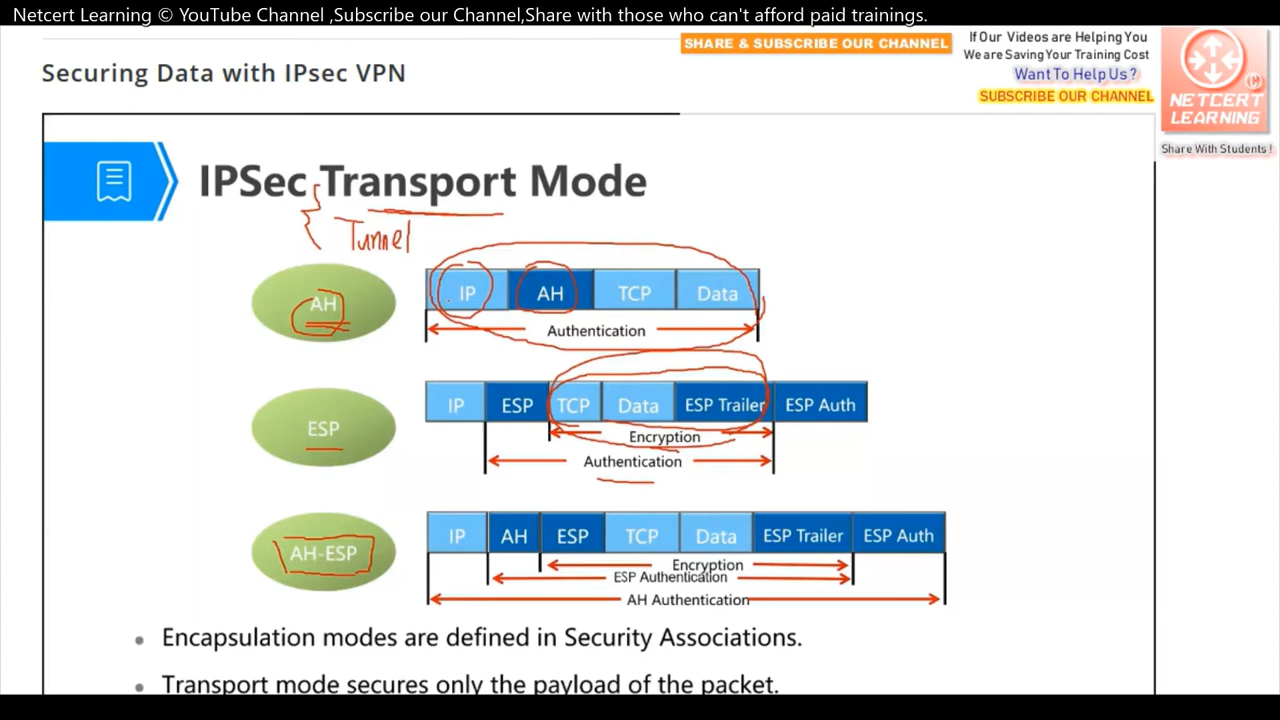 Netcert Learning © YouTube Channel ,Subscribe our Channel,Share with those who can't afford paid trainings.
SHARE & SUBSCRIBE OUR CHANNEL
If Our Videos are Helping You
We are Saving Your Training Cost
Want To Help Us ?
SUBSCRIBE OUR CHANNEL
©
NETCERT
LEARNING
Share With Students !
Securing Data with IPsec VPN
IPSec Transport Mode
Tunnel
AH
IP AH TCP Data
Authentication
ESP
IP ESP TCP Data ESP Trailer ESP Auth
Encryption
Authentication
AH-ESP
IP AH ESP TCP Data ESP Trailer ESP Auth
Encryption
ESP Authentication
AH Authentication
• Encapsulation modes are defined in Security Associations.
• Transport mode secures only the payload of the packet.